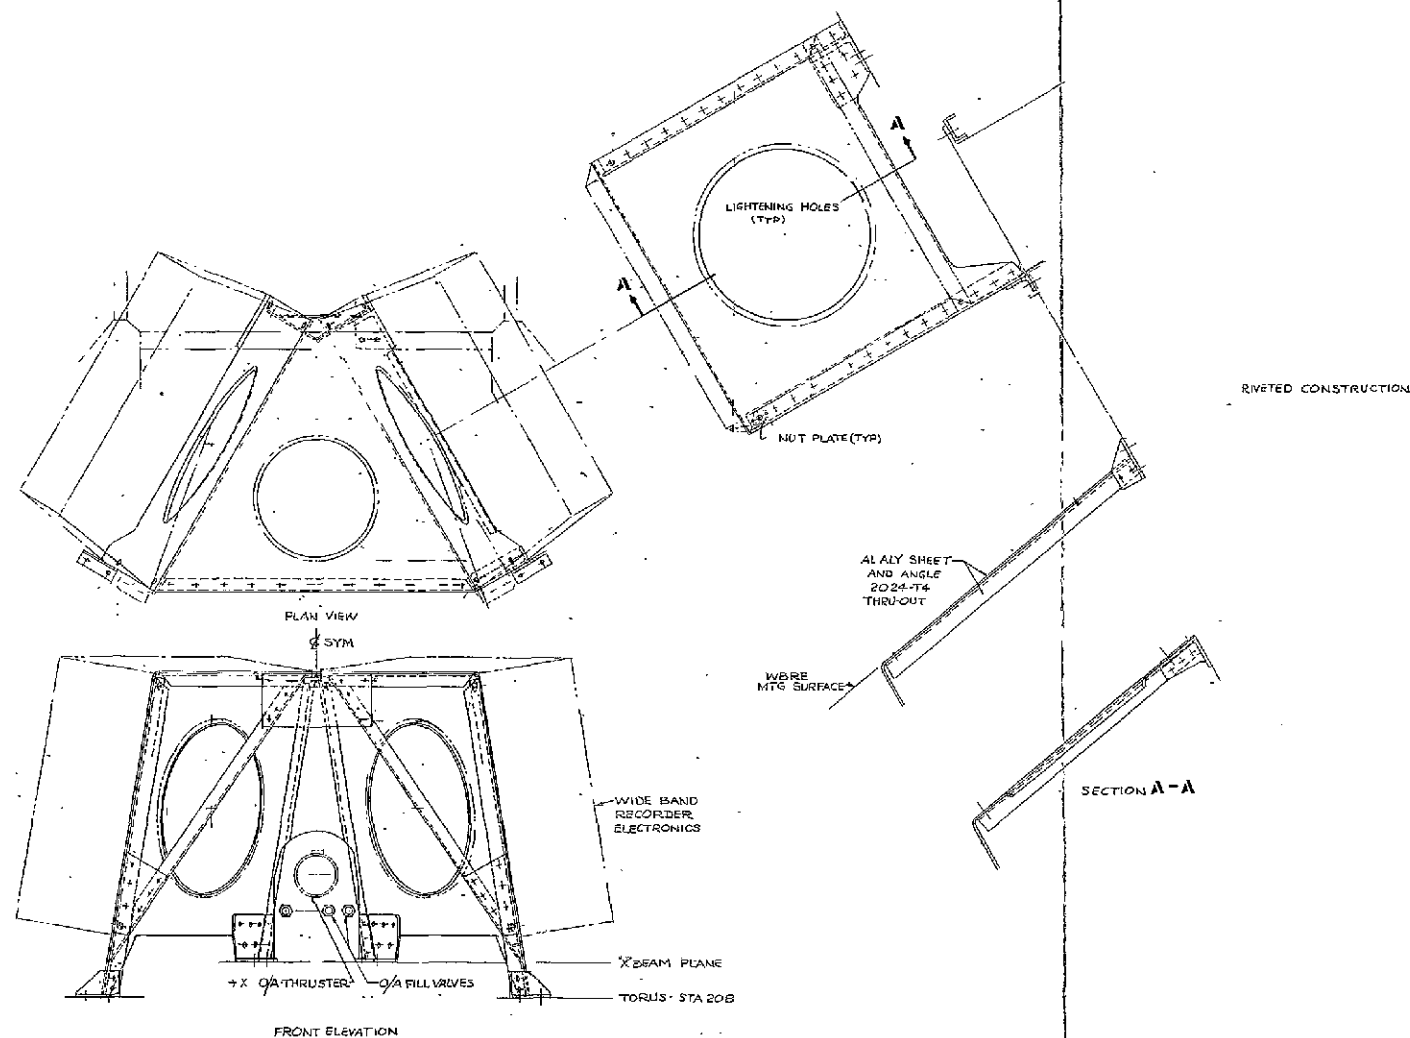 A
LIGHTENING HOLES
(TYP)
A
RIVETED CONSTRUCTION
NUT PLATE (TYP)
AL ALY SHEET
AND ANGLE
2024-T4
THRU-OUT
PLAN VIEW
℄ SYM
WBRE
MTG SURFACE
SECTION A-A
WIDE BAND
RECORDER
ELECTRONICS
BEAM PLANE
+X O/A THRUSTER
O/A FILL VALVES
TORUS - STA 208
FRONT ELEVATION